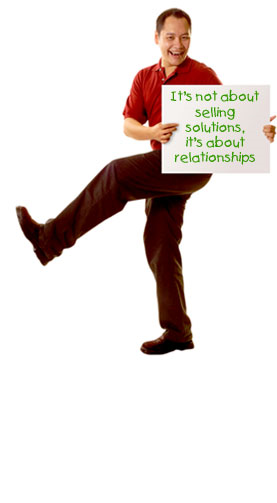 It's not about
selling
solutions,
it's about
relationships